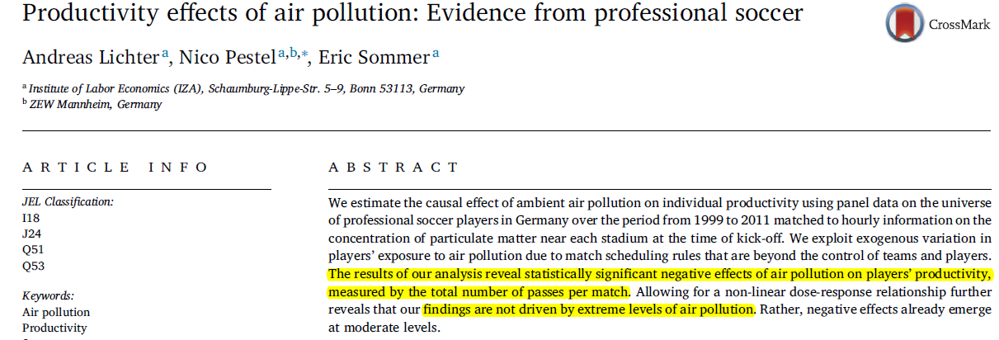 Productivity effects of air pollution: Evidence from professional soccer
CrossMark
Andreas Lichter a, Nico Pestel a,b,*, Eric Sommer a
a Institute of Labor Economics (IZA), Schaumburg-Lippe-Str. 5–9, Bonn 53113, Germany
b ZEW Mannheim, Germany
ARTICLE INFO
JEL Classification:
I18
J24
Q51
Q53
Keywords:
Air pollution
Productivity
ABSTRACT
We estimate the causal effect of ambient air pollution on individual productivity using panel data on the universe
of professional soccer players in Germany over the period from 1999 to 2011 matched to hourly information on the
concentration of particulate matter near each stadium at the time of kick-off. We exploit exogenous variation in
players’ exposure to air pollution due to match scheduling rules that are beyond the control of teams and players.
The results of our analysis reveal statistically significant negative effects of air pollution on players’ productivity,
measured by the total number of passes per match. Allowing for a non-linear dose-response relationship further
reveals that our findings are not driven by extreme levels of air pollution. Rather, negative effects already emerge
at moderate levels.